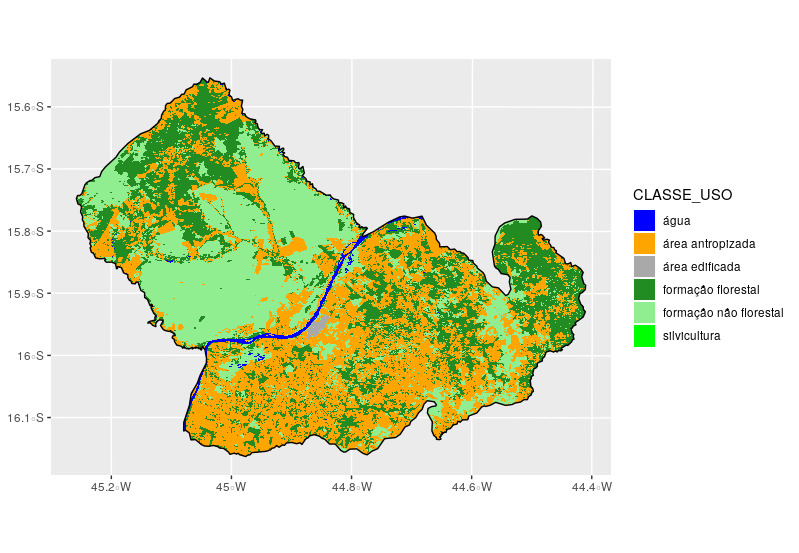 15.6°S
15.7°S
15.8°S
15.9°S
16°S
16.1°S
45.2°W
45°W
44.8°W
44.6°W
44.4°W
CLASSE_USO
água
área antropizada
área edificada
formação florestal
formação não florestal
silvicultura